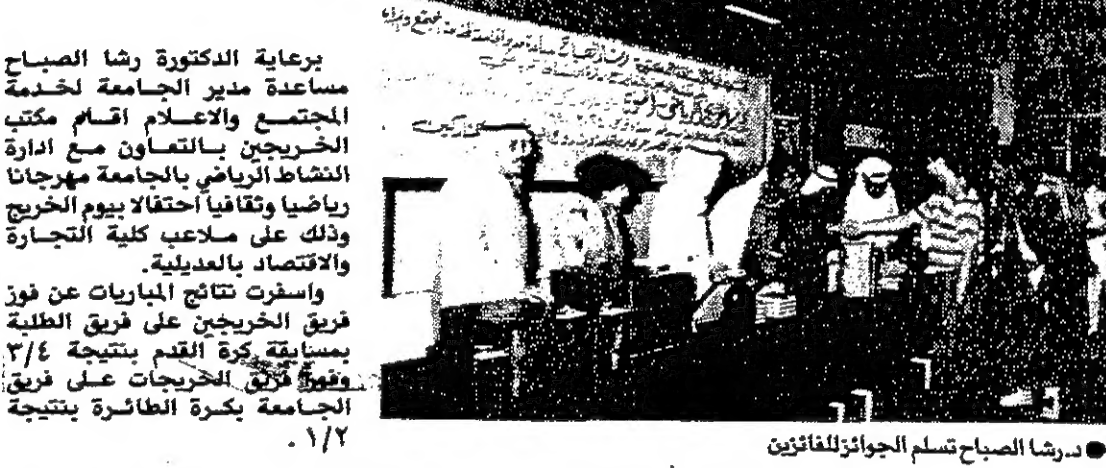 برعاية الدكتورة رشا الصباح
مساعدة مدير الجامعة لخدمة
المجتمع والاعلام اقام مكتب
الخريجين بالتعاون مع ادارة
النشاط الرياضي بالجامعة مهرجانا
رياضيا وثقافيا احتفالا بيوم الخريج
وذلك على ملاعب كلية التجارة
والاقتصاد بالعديلية.
واسفرت نتائج المباريات عن فوز
فريق الخريجين على فريق الطلبة
بمسابقة كرة القدم بنتيجة ٣/٤
وفوز فريق الخريجات على فريق
الجامعة بكرة الطائرة بنتيجة
١/٢ .
● د. رشا الصباح تسلم الجوائز للفائزين